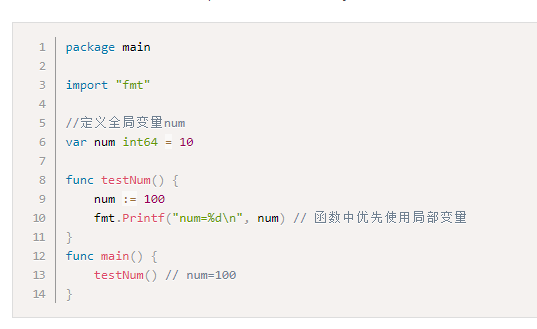 1 package main
2
3 import "fmt"
4
5 //定义全局变量num
6 var num int64 = 10
7
8 func testNum() {
9     num := 100
10     fmt.Printf("num=%d\n", num) // 函数中优先使用局部变量
11 }
12 func main() {
13     testNum() // num=100
14 }